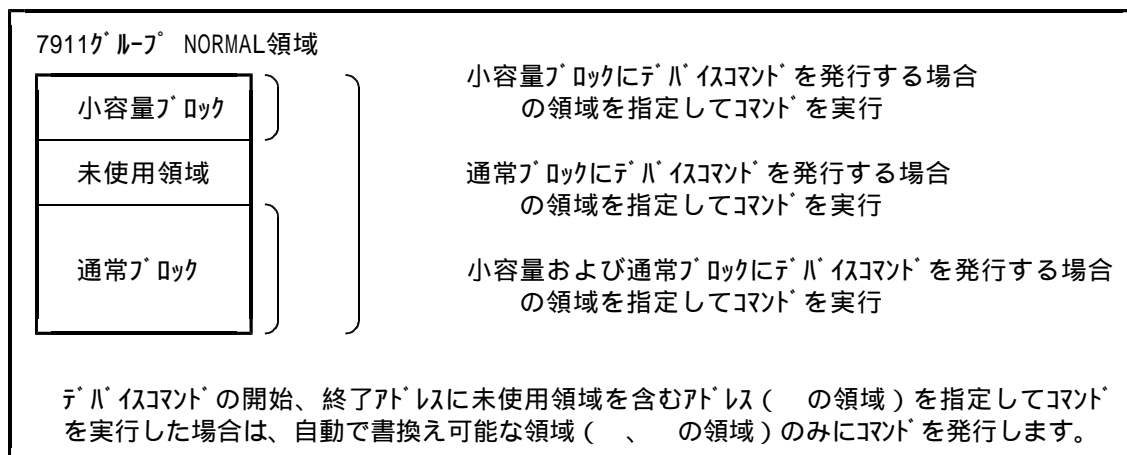 7911ｸﾞﾙｰﾌﾟ NORMAL領域
小容量ﾌﾞﾛｯｸ
未使用領域
通常ﾌﾞﾛｯｸ
小容量ﾌﾞﾛｯｸにﾃﾞﾊﾞｲｽｺﾏﾝﾄﾞを発行する場合
の領域を指定してｺﾏﾝﾄﾞを実行
通常ﾌﾞﾛｯｸにﾃﾞﾊﾞｲｽｺﾏﾝﾄﾞを発行する場合
の領域を指定してｺﾏﾝﾄﾞを実行
小容量および通常ﾌﾞﾛｯｸにﾃﾞﾊﾞｲｽｺﾏﾝﾄﾞを発行する場合
の領域を指定してｺﾏﾝﾄﾞを実行
ﾃﾞﾊﾞｲｽｺﾏﾝﾄﾞの開始、終了ｱﾄﾞﾚｽに未使用領域を含むｱﾄﾞﾚｽ（　の領域）を指定してｺﾏﾝﾄﾞ
を実行した場合は、自動で書換え可能な領域（　、　の領域）のみにｺﾏﾝﾄﾞを発行します。